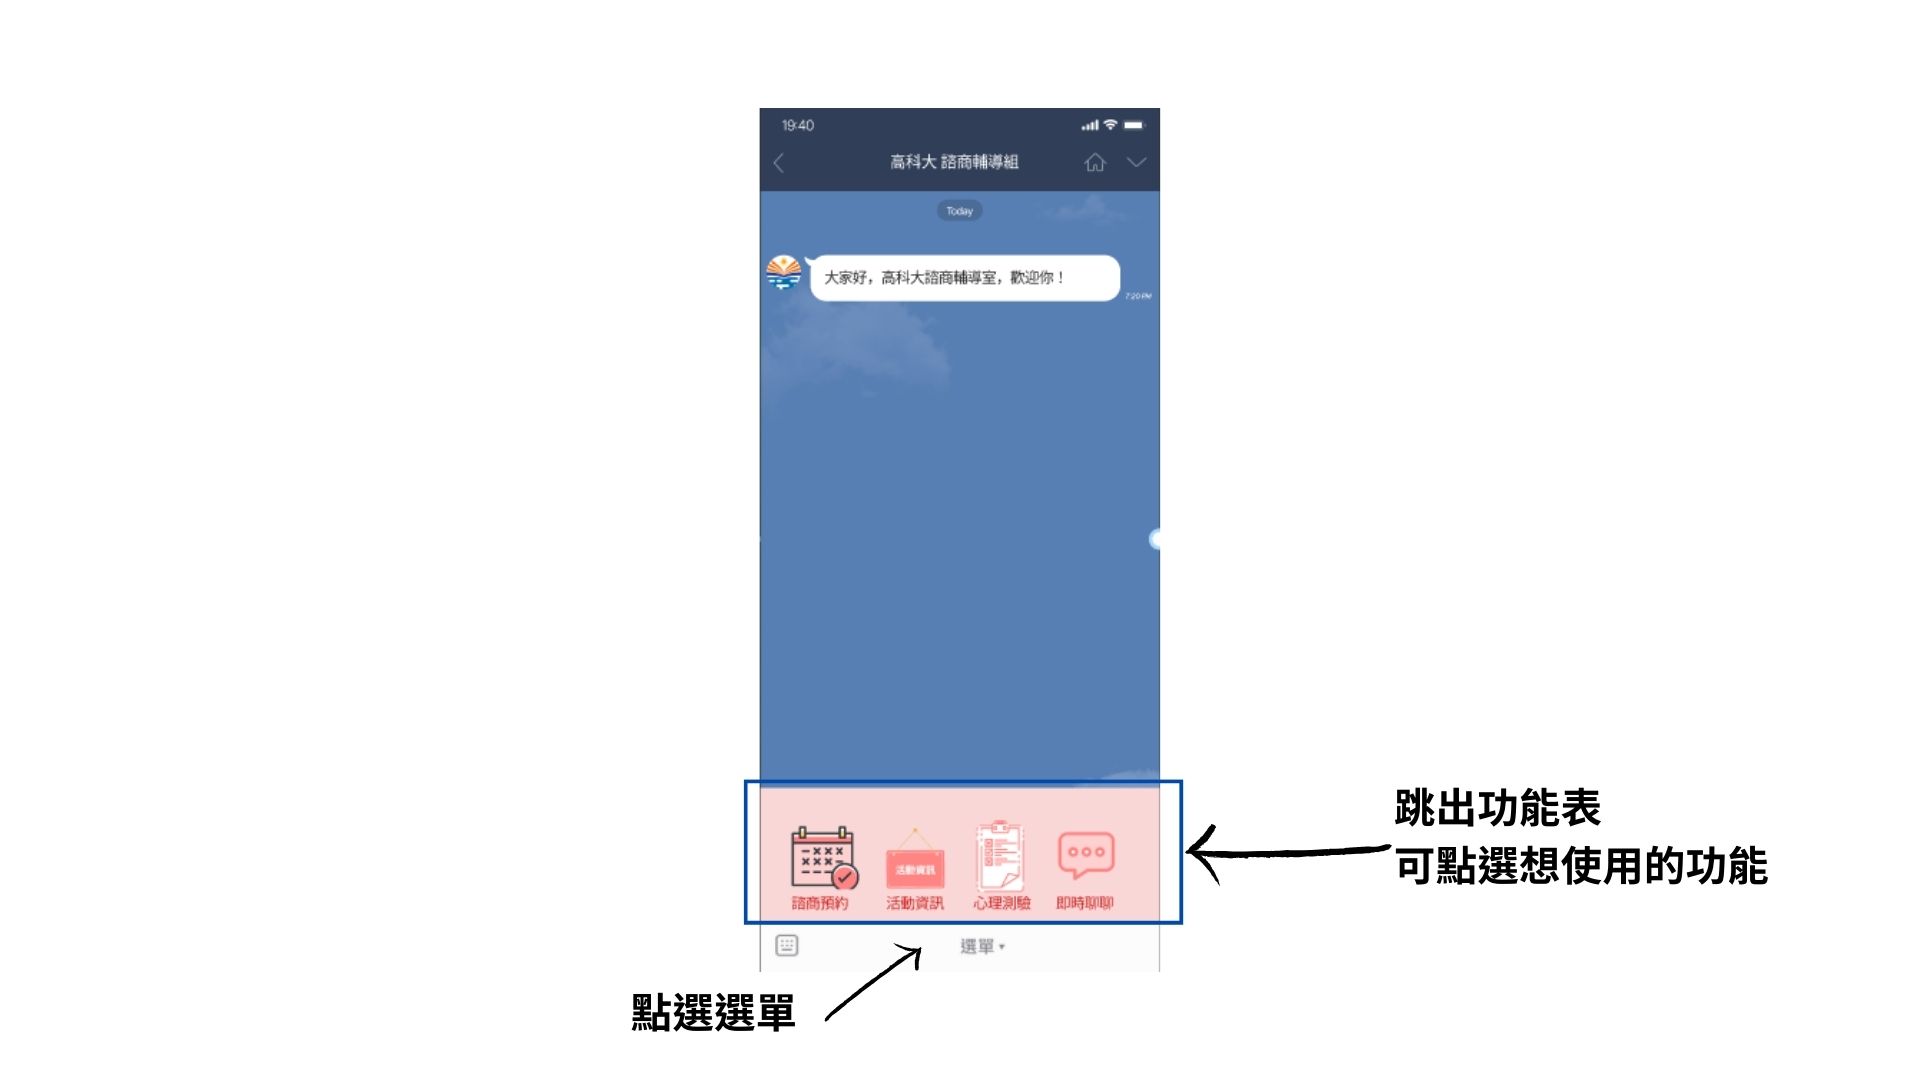 19:40
高科大 諮商輔導組
Today
大家好，高科大諮商輔導室，歡迎你！
7:20 PM
跳出功能表
可點選想使用的功能
活動資訊
諮商預約 活動資訊 心理測驗 即時聊聊
選單
點選選單